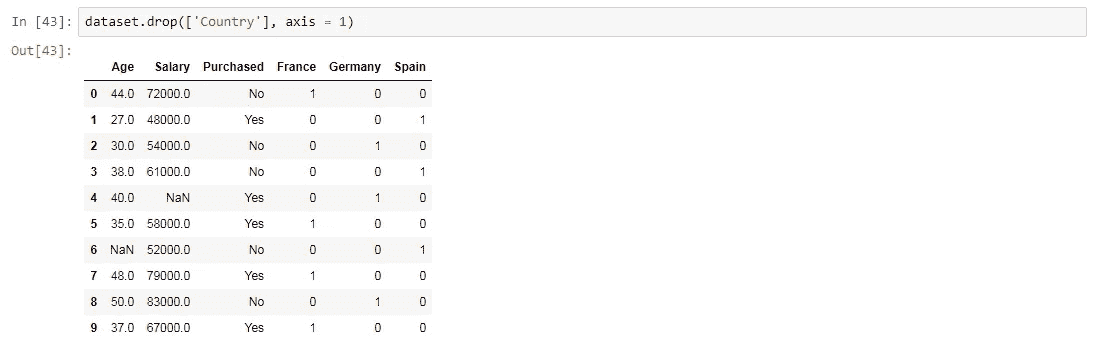 In [43]: dataset.drop(['Country'], axis = 1)
Out[43]:
Age Salary Purchased France Germany Spain
0 44.0 72000.0 No 1 0 0
1 27.0 48000.0 Yes 0 0 1
2 30.0 54000.0 No 0 1 0
3 38.0 61000.0 No 0 0 1
4 40.0 NaN Yes 0 1 0
5 35.0 58000.0 Yes 1 0 0
6 NaN 52000.0 No 0 0 1
7 48.0 79000.0 Yes 1 0 0
8 50.0 83000.0 No 0 1 0
9 37.0 67000.0 Yes 1 0 0